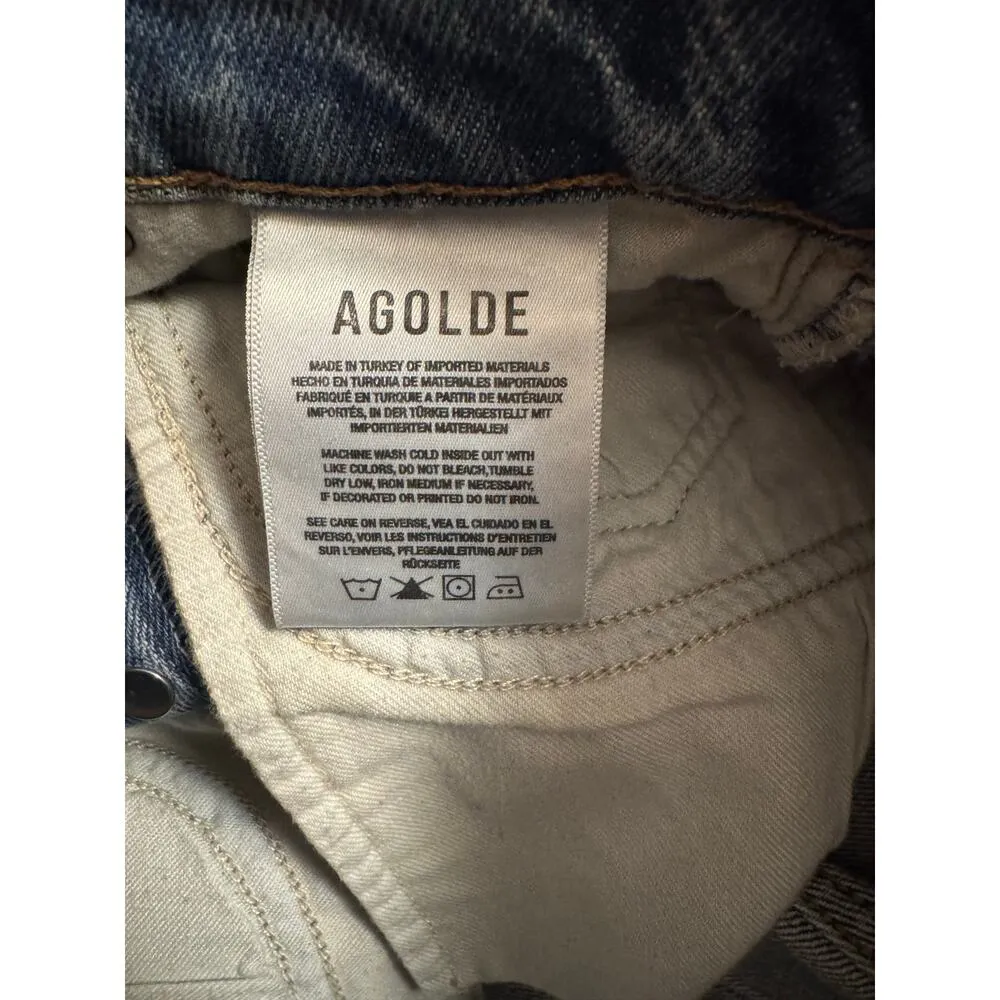 AGOLDE
MADE IN TURKEY OF IMPORTED MATERIALS
HECHO EN TURQUIA DE MATERIALES IMPORTADOS
FABRIQUÉ EN TURQUIE A PARTIR DE MATÉRIAUX
IMPORTÉS, IN DER TÜRKEI HERGESTELLT MIT
IMPORTIERTEN MATERIALIEN
MACHINE WASH COLD INSIDE OUT WITH
LIKE COLORS, DO NOT BLEACH,TUMBLE
DRY LOW, IRON MEDIUM IF NECESSARY,
IF DECORATED OR PRINTED DO NOT IRON.
SEE CARE ON REVERSE, VEA EL CUIDADO EN EL
REVERSO, VOIR LES INSTRUCTIONS D'ENTRETIEN
SUR L'ENVERS, PFLEGEANLEITUNG AUF DER
RÜCKSEITE